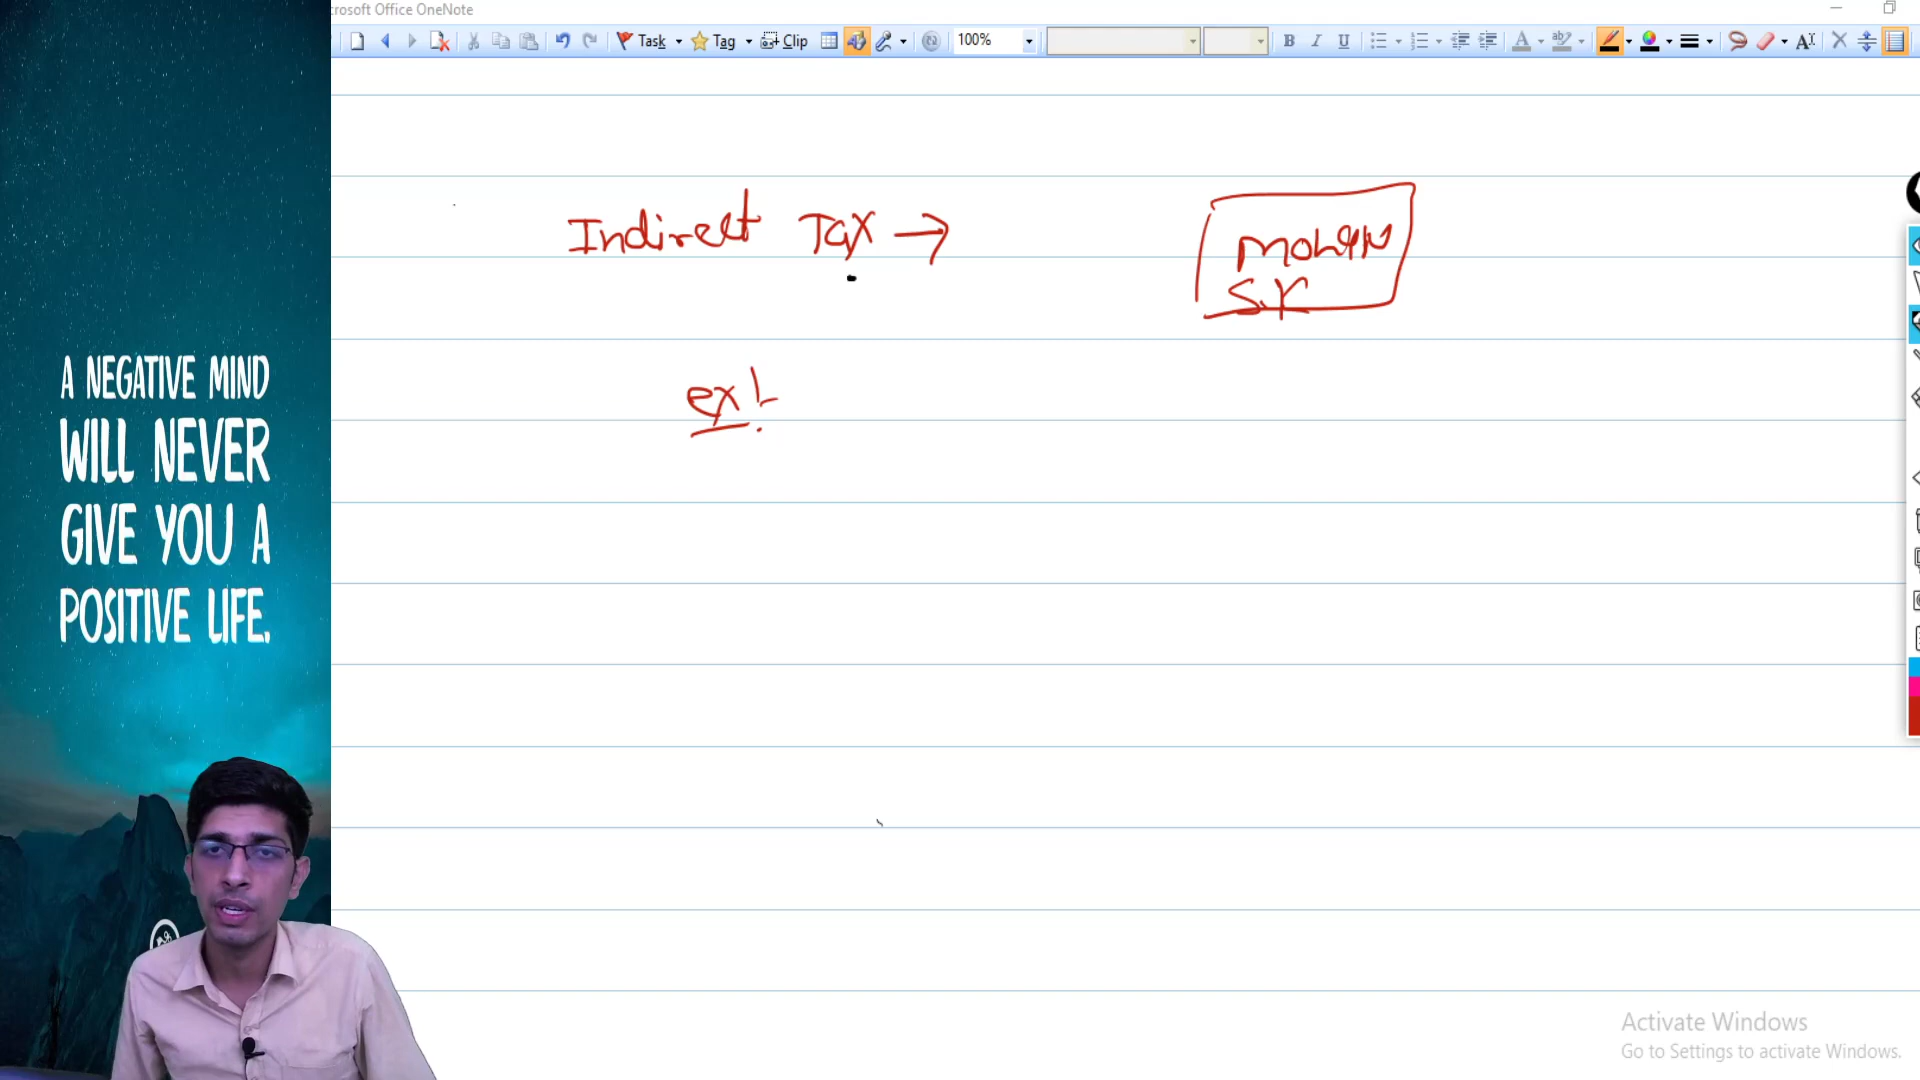 crosoft Office OneNote
Task
Tag
Clip
100%
B I U
A NEGATIVE MIND
WILL NEVER
GIVE YOU A
POSITIVE LIFE.
Indirect Tax →
MOHAN
S.K
ex:-
Activate Windows
Go to Settings to activate Windows.